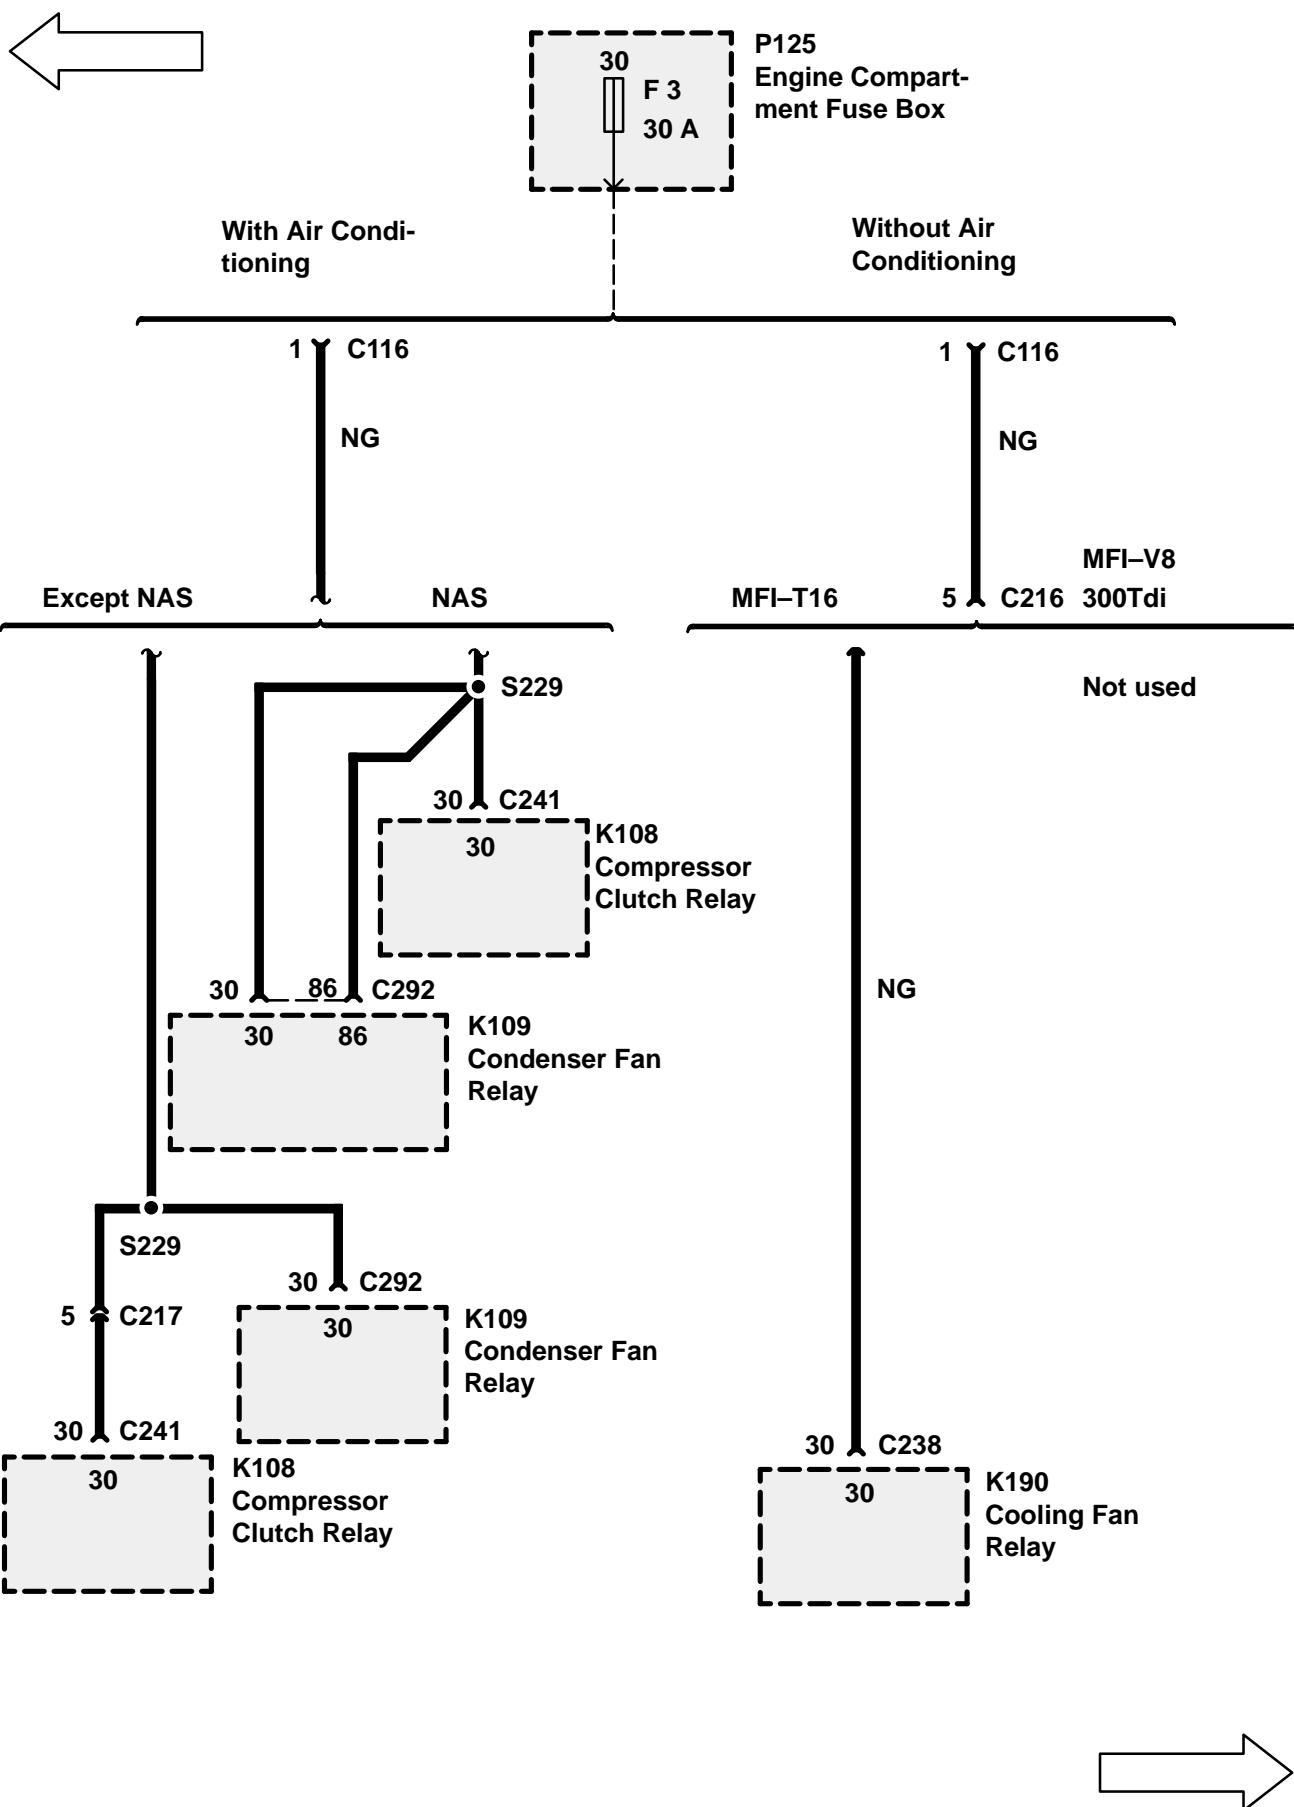 P125
30
Engine Compart-
F 3
ment Fuse Box
30 A
With Air Condi-
tioning
Without Air
Conditioning
1 C116
1 C116
NG
NG
MFI–V8
Except NAS
NAS
MFI–T16
5 C216 300Tdi
S229
Not used
30 C241
30
K108
Compressor
Clutch Relay
30 86 C292
NG
30 86
K109
Condenser Fan
Relay
S229
30 C292
5 C217
30
K109
Condenser Fan
Relay
30 C241
30
K108
Compressor
Clutch Relay
30 C238
30
K190
Cooling Fan
Relay